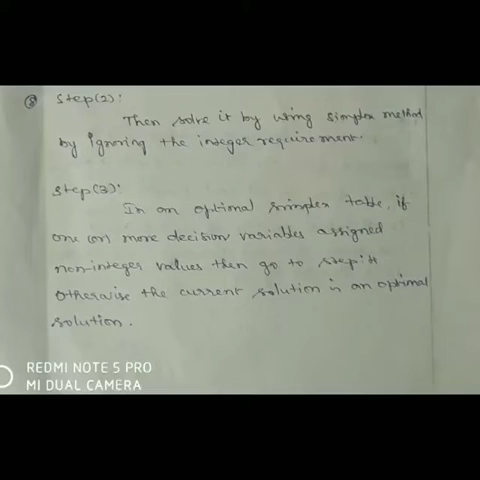 Step(2):
Then solve it by using simplex method
by ignoring the integer requirement.
Step(3):
In an optimal simplex table, if
one (or) more decision variables assigned
non-integer values then go to step:4
otherwise the current solution is an optimal
solution.
REDMI NOTE 5 PRO
MI DUAL CAMERA